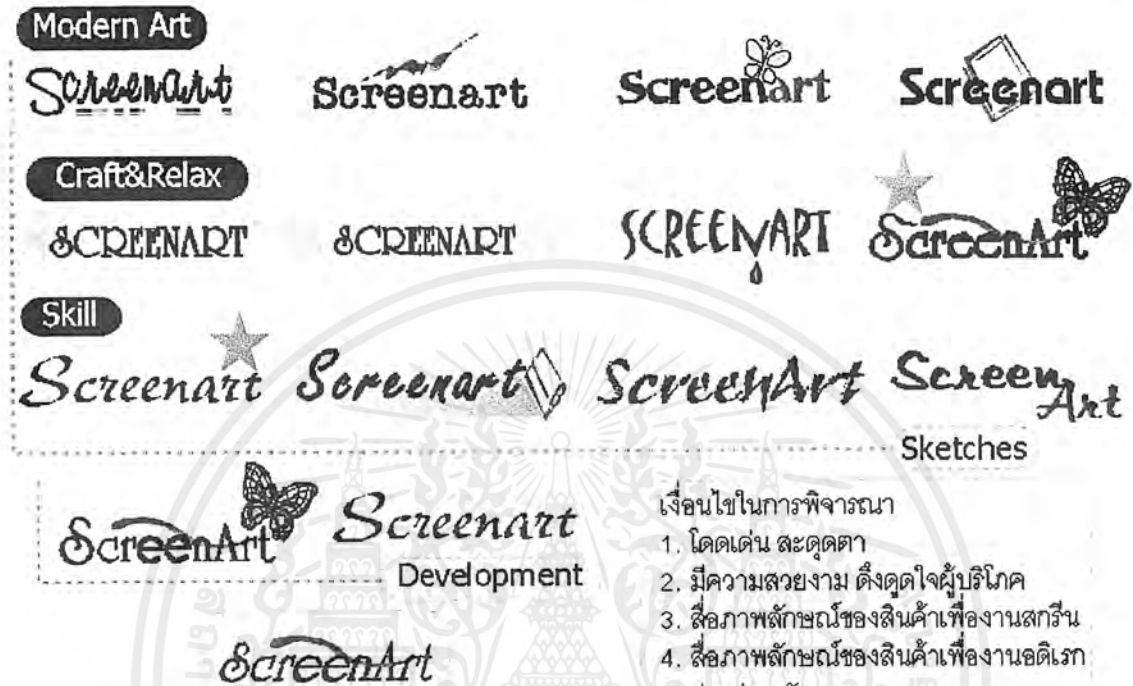 Modern Art
Screenart Screenart Screenart Screenart
Craft&Relax
SCREENART SCREENART SCREENART ScreenArt
Skill
Screenart Screenart ScreenArt Screen Art
Sketches
ScreenArt Screenart
Development
ScreenArt
เงื่อนไขในการพิจารณา
1. โดดเด่น สะดุดตา
2. มีความสวยงาม ดึงดูดใจผู้บริโภค
3. สื่อภาพลักษณ์ของสินค้าเพื่องานสกรีน
4. สื่อภาพลักษณ์ของสินค้าเพื่องานอดิเรก